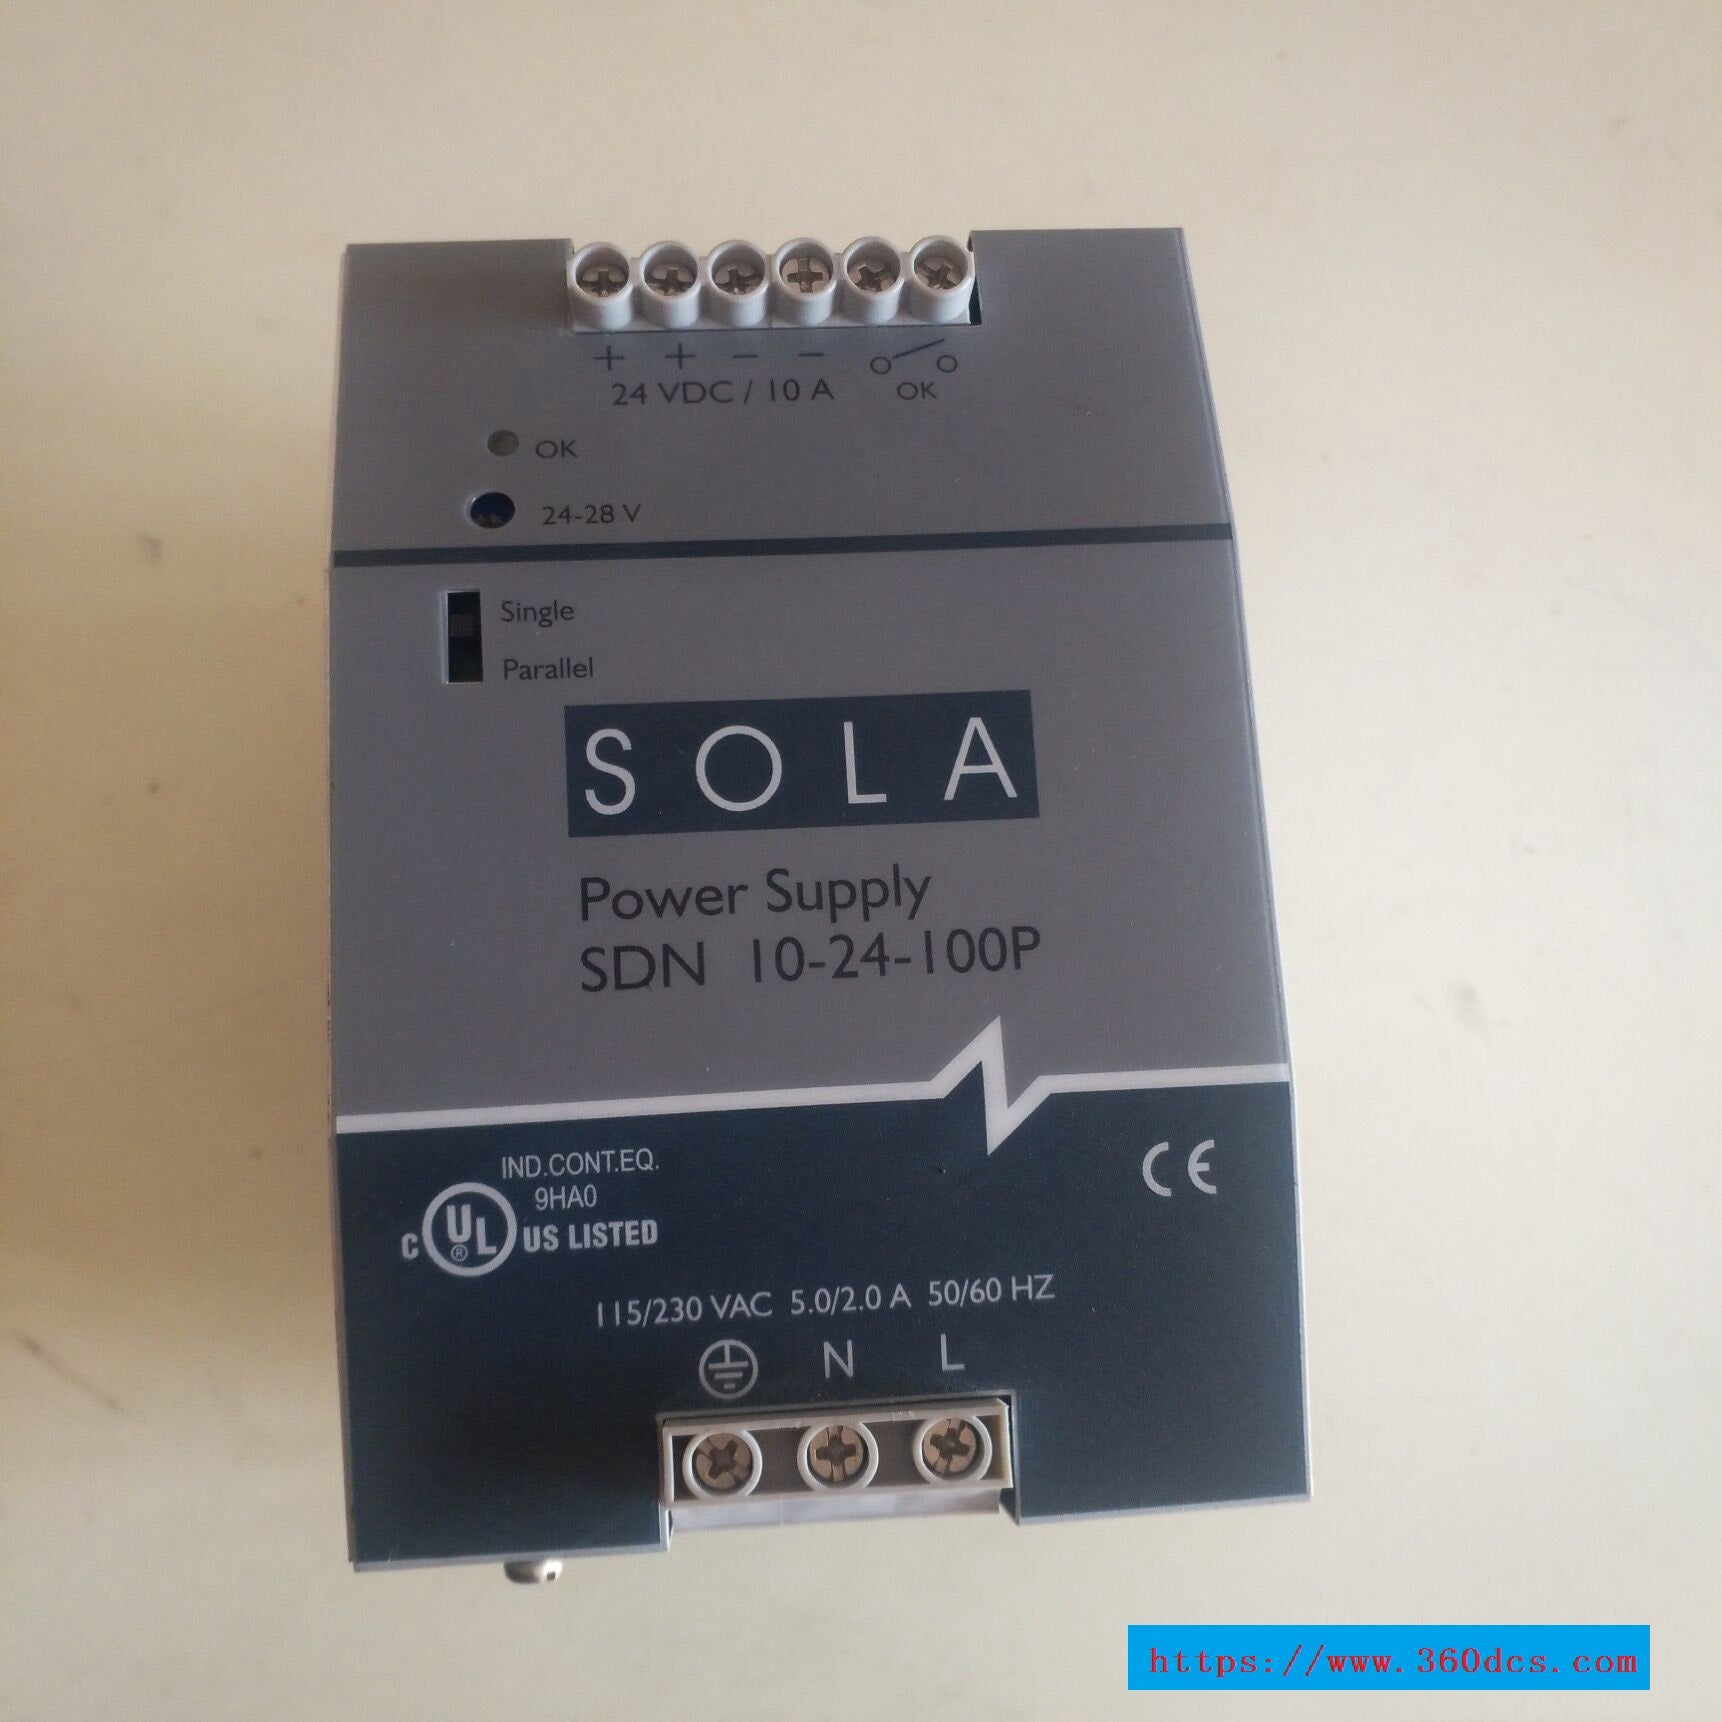 + + − −
24 VDC / 10 A
OK
OK
24-28 V
Single
Parallel
SOLA
Power Supply
SDN 10-24-100P
IND.CONT.EQ.
9HA0
C UL® US LISTED
CE
115/230 VAC 5.0/2.0 A 50/60 HZ
N L
https://www.360dcs.com